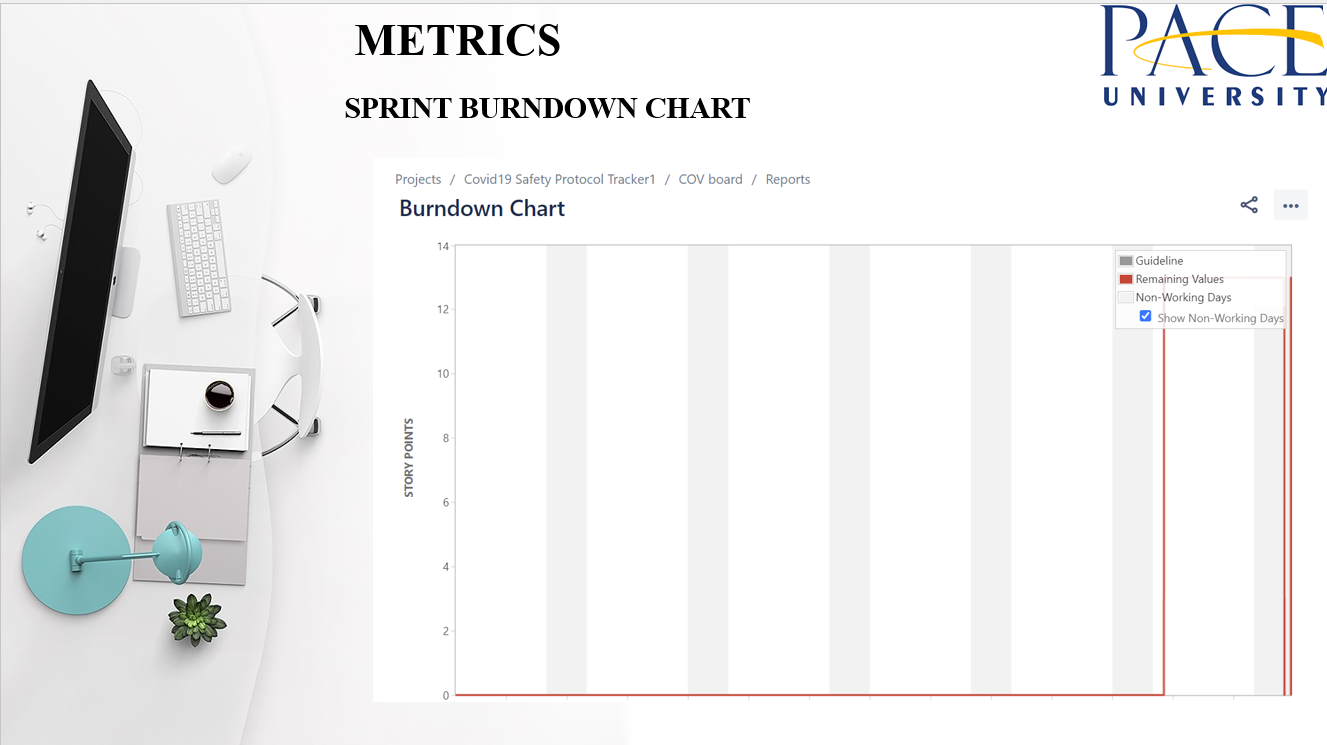 METRICS
PACE
UNIVERSITY
SPRINT BURNDOWN CHART
Projects / Covid19 Safety Protocol Tracker1 / COV board / Reports
Burndown Chart
14
Guideline
Remaining Values
Non-Working Days
Show Non-Working Days
12
10
8
6
4
2
0
STORY POINTS